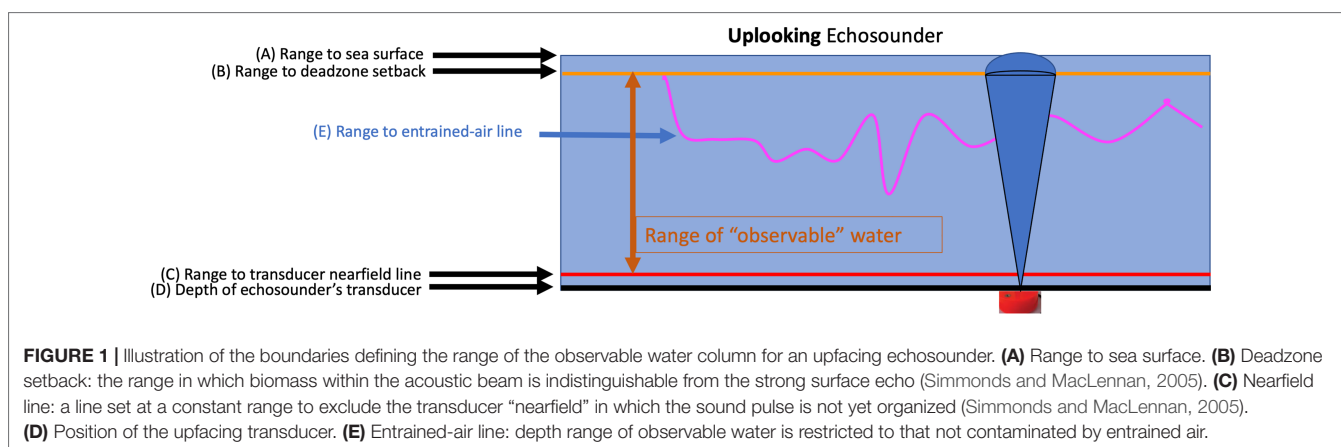 Uplooking Echosounder
(A) Range to sea surface
(B) Range to deadzone setback
(E) Range to entrained-air line
Range of “observable” water
(C) Range to transducer nearfield line
(D) Depth of echosounder’s transducer
FIGURE 1 | Illustration of the boundaries defining the range of the observable water column for an upfacing echosounder. (A) Range to sea surface. (B) Deadzone
setback: the range in which biomass within the acoustic beam is indistinguishable from the strong surface echo (Simmonds and MacLennan, 2005). (C) Nearfield
line: a line set at a constant range to exclude the transducer “nearfield” in which the sound pulse is not yet organized (Simmonds and MacLennan, 2005).
(D) Position of the upfacing transducer. (E) Entrained-air line: depth range of observable water is restricted to that not contaminated by entrained air.